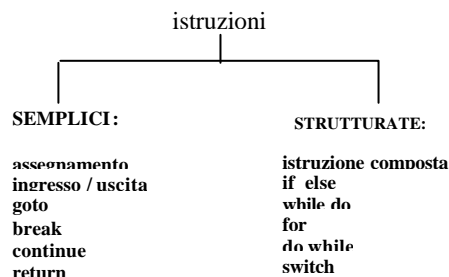 istruzioni
SEMPLICI:
assegnamento
ingresso / uscita
goto
break
continue
return
STRUTTURATE:
istruzione composta
if else
while do
for
do while
switch